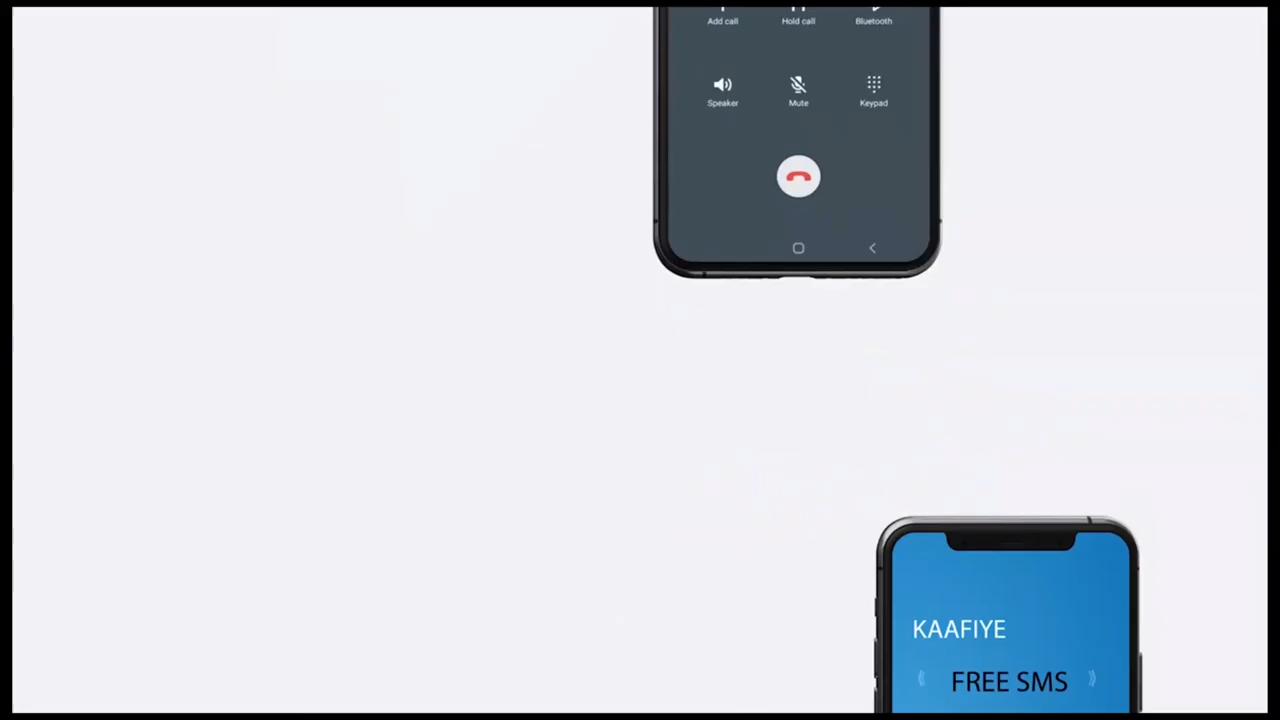 Add call Hold call Bluetooth
Speaker Mute Keypad
KAAFIYE
FREE SMS